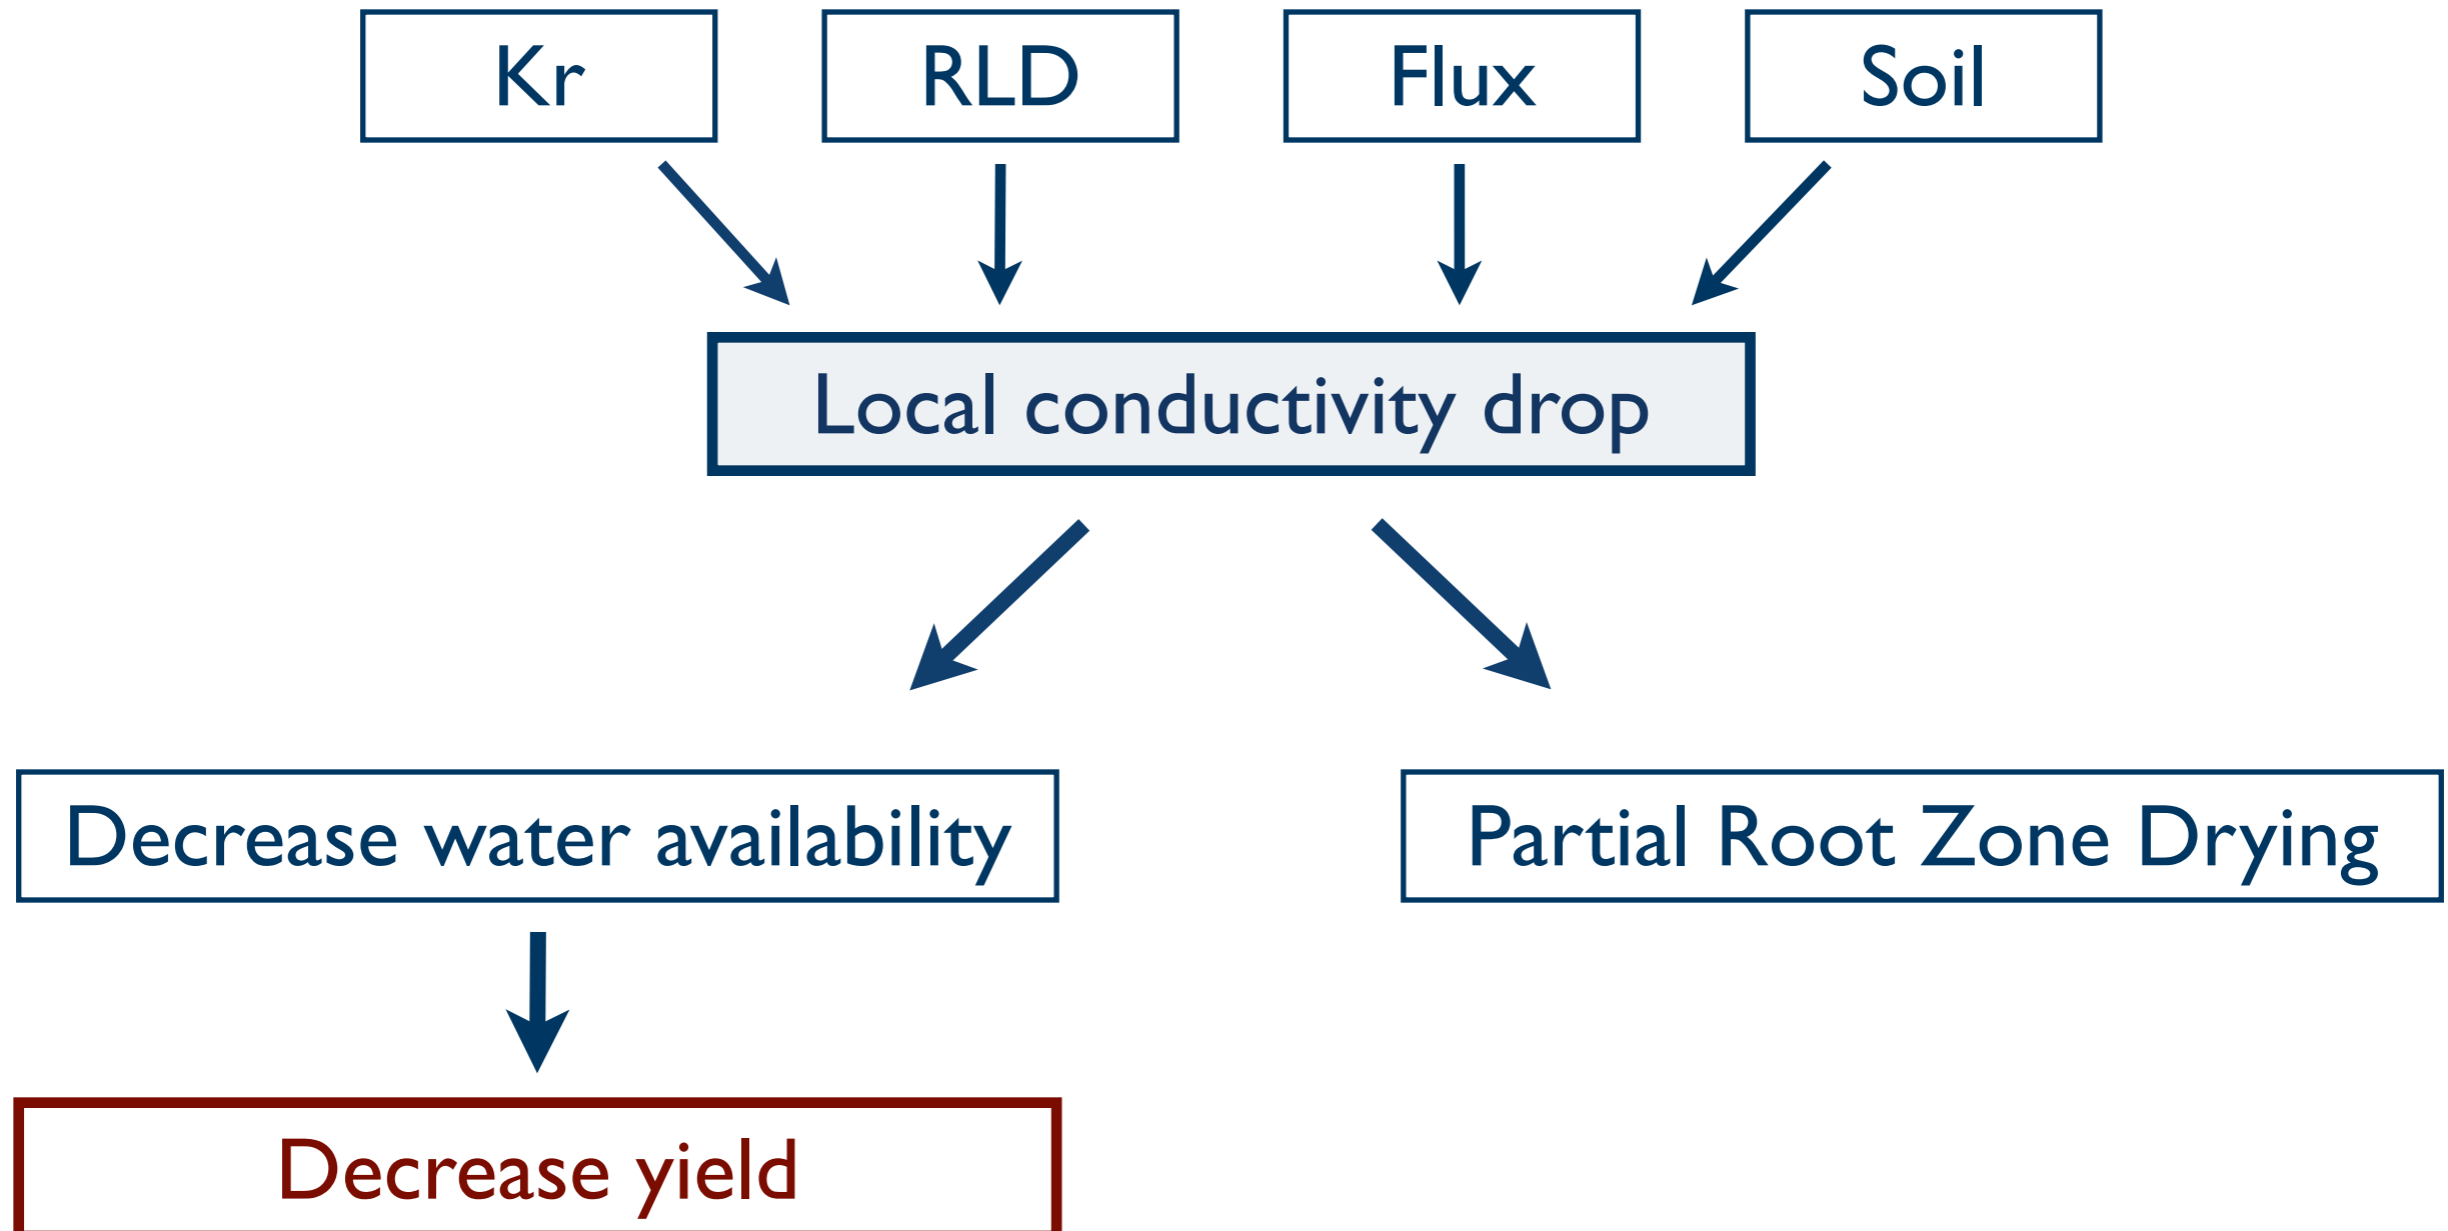 Kr
RLD
Flux
Soil
Local conductivity drop
Decrease water availability
Partial Root Zone Drying
Decrease yield